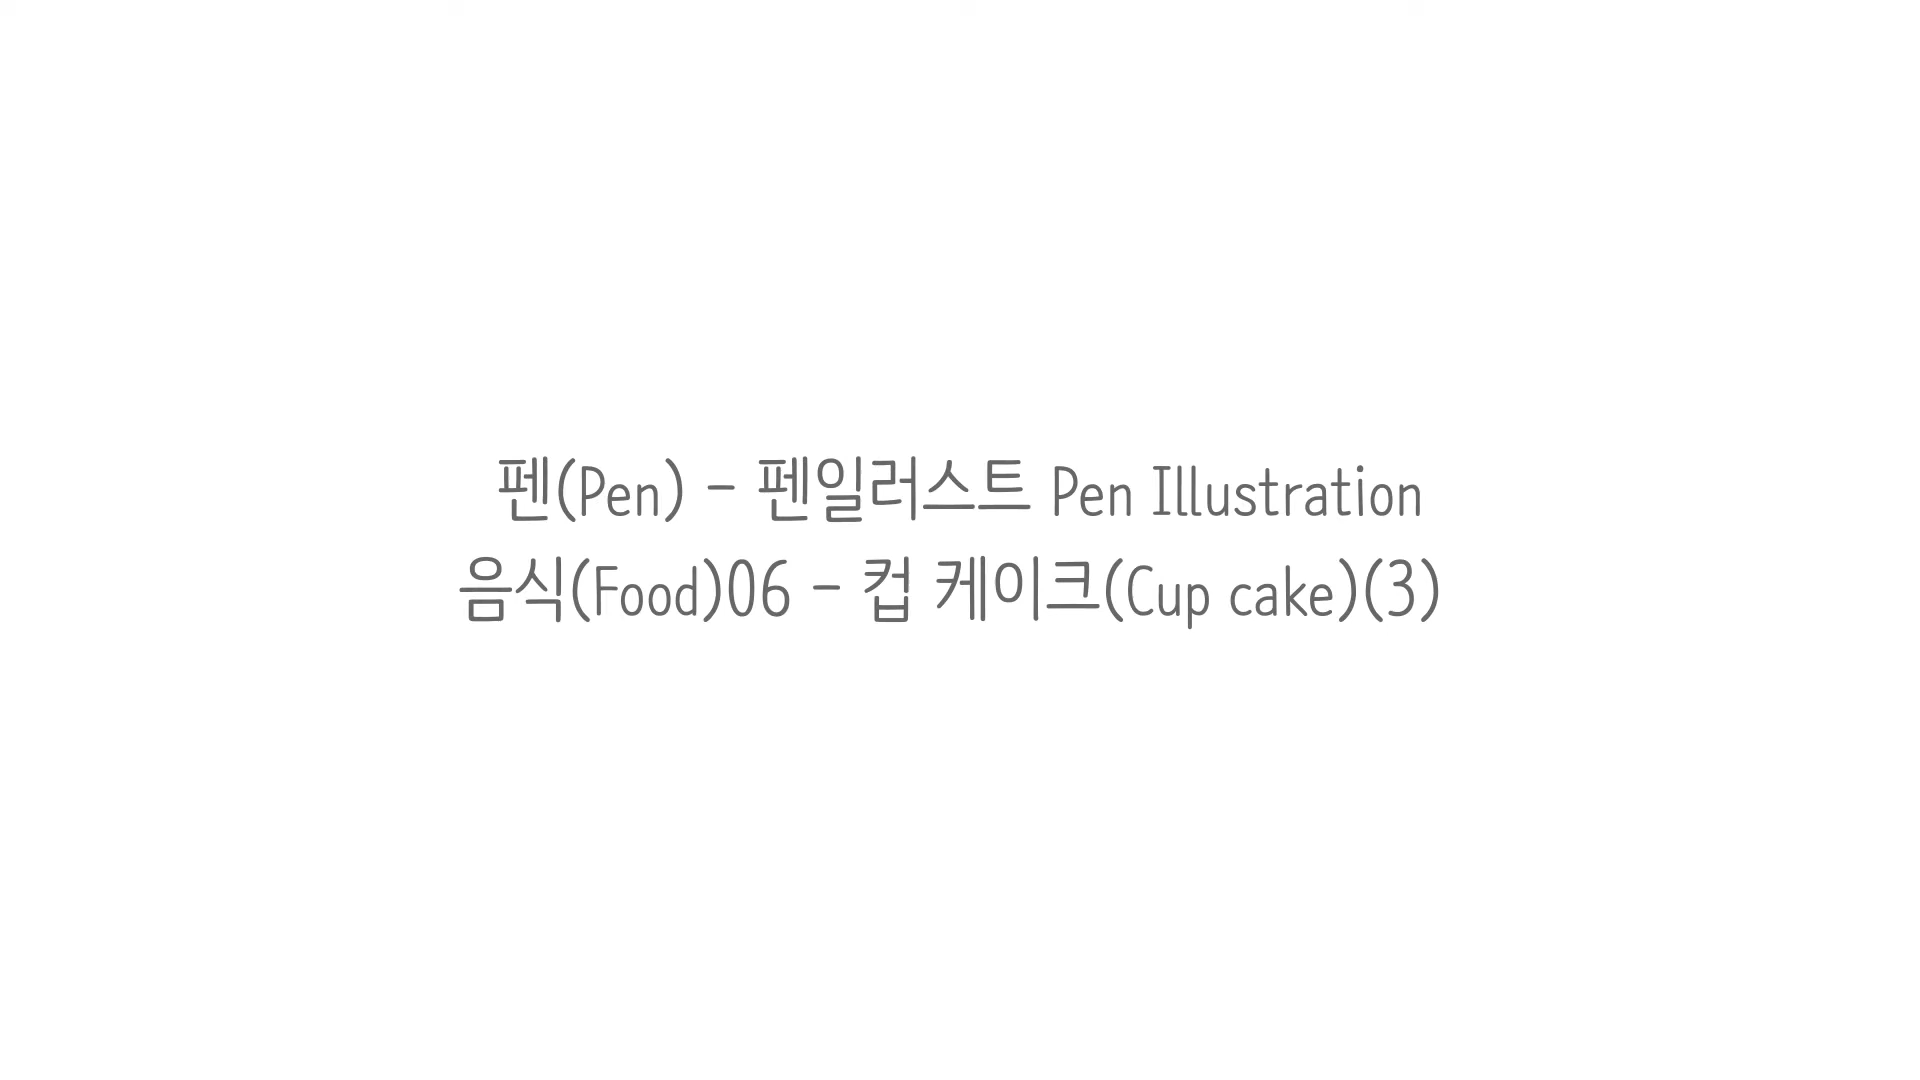 펜(Pen) - 펜일러스트 Pen Illustration
음식(Food)06 - 컵 케이크(Cup cake)(3)